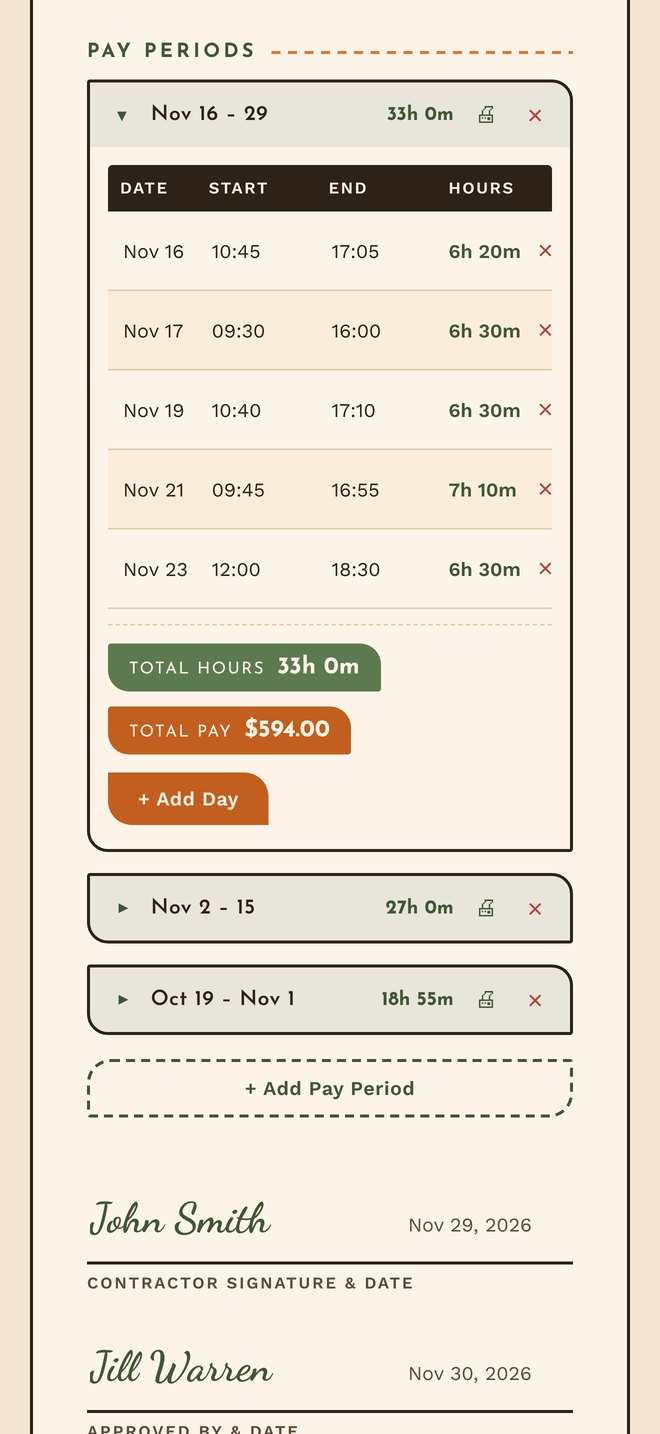 PAY PERIODS
▼ Nov 16 – 29 33h 0m ×
DATE START END HOURS
Nov 16 10:45 17:05 6h 20m ×
Nov 17 09:30 16:00 6h 30m ×
Nov 19 10:40 17:10 6h 30m ×
Nov 21 09:45 16:55 7h 10m ×
Nov 23 12:00 18:30 6h 30m ×
TOTAL HOURS 33h 0m
TOTAL PAY $594.00
+ Add Day
► Nov 2 – 15 27h 0m ×
► Oct 19 – Nov 1 18h 55m ×
+ Add Pay Period
John Smith Nov 29, 2026
CONTRACTOR SIGNATURE & DATE
Jill Warren Nov 30, 2026
APPROVED BY & DATE